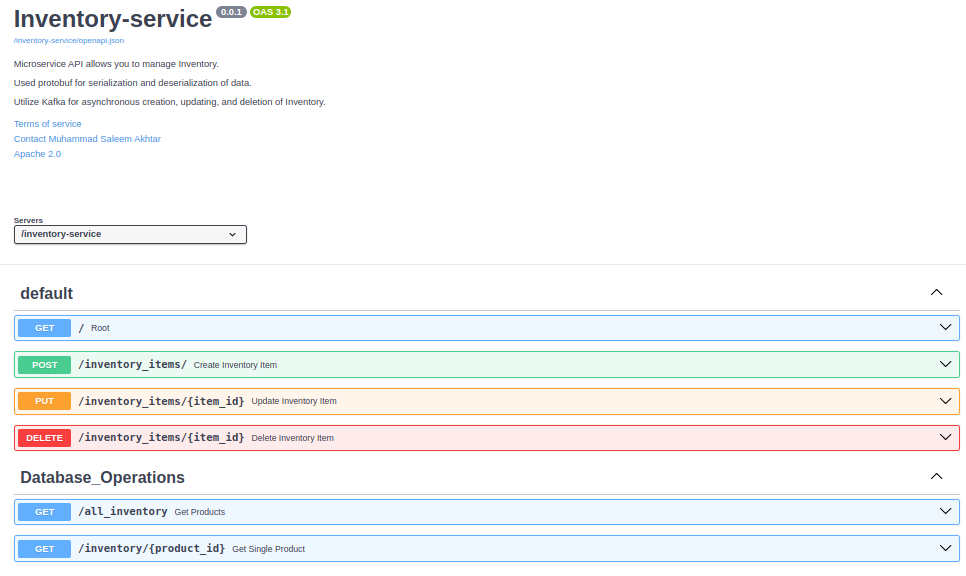 Inventory-service 0.0.1 OAS 3.1
/inventory-service/openapi.json
Microservice API allows you to manage Inventory.
Used protobuf for serialization and deserialization of data.
Utilize Kafka for asynchronous creation, updating, and deletion of Inventory.
Terms of service
Contact Muhammad Saleem Akhtar
Apache 2.0
Servers
/inventory-service
default
GET / Root
POST /inventory_items/ Create Inventory Item
PUT /inventory_items/{item_id} Update Inventory Item
DELETE /inventory_items/{item_id} Delete Inventory Item
Database_Operations
GET /all_inventory Get Products
GET /inventory/{product_id} Get Single Product